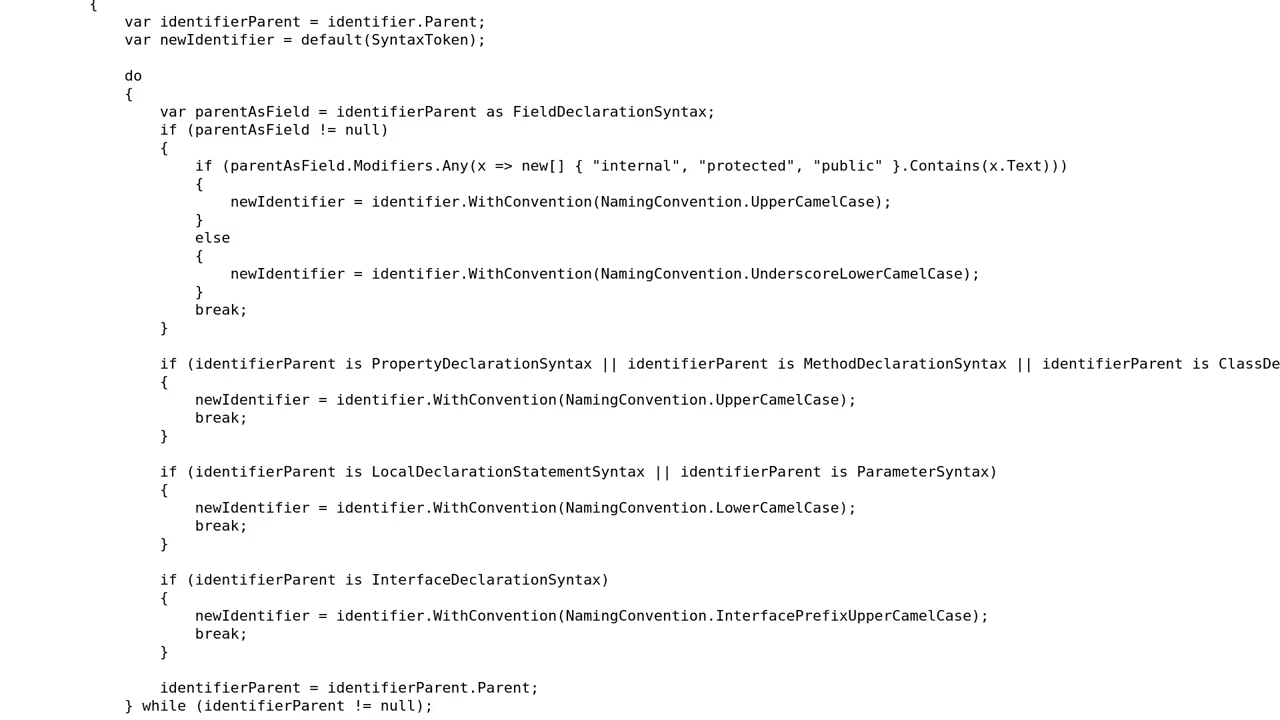 {
var identifierParent = identifier.Parent;
var newIdentifier = default(SyntaxToken);
do
{
var parentAsField = identifierParent as FieldDeclarationSyntax;
if (parentAsField != null)
{
if (parentAsField.Modifiers.Any(x => new[] { "internal", "protected", "public" }.Contains(x.Text)))
{
newIdentifier = identifier.WithConvention(NamingConvention.UpperCamelCase);
}
else
{
newIdentifier = identifier.WithConvention(NamingConvention.UnderscoreLowerCamelCase);
}
break;
}
if (identifierParent is PropertyDeclarationSyntax || identifierParent is MethodDeclarationSyntax || identifierParent is ClassDe
{
newIdentifier = identifier.WithConvention(NamingConvention.UpperCamelCase);
break;
}
if (identifierParent is LocalDeclarationStatementSyntax || identifierParent is ParameterSyntax)
{
newIdentifier = identifier.WithConvention(NamingConvention.LowerCamelCase);
break;
}
if (identifierParent is InterfaceDeclarationSyntax)
{
newIdentifier = identifier.WithConvention(NamingConvention.InterfacePrefixUpperCamelCase);
break;
}
identifierParent = identifierParent.Parent;
} while (identifierParent != null);